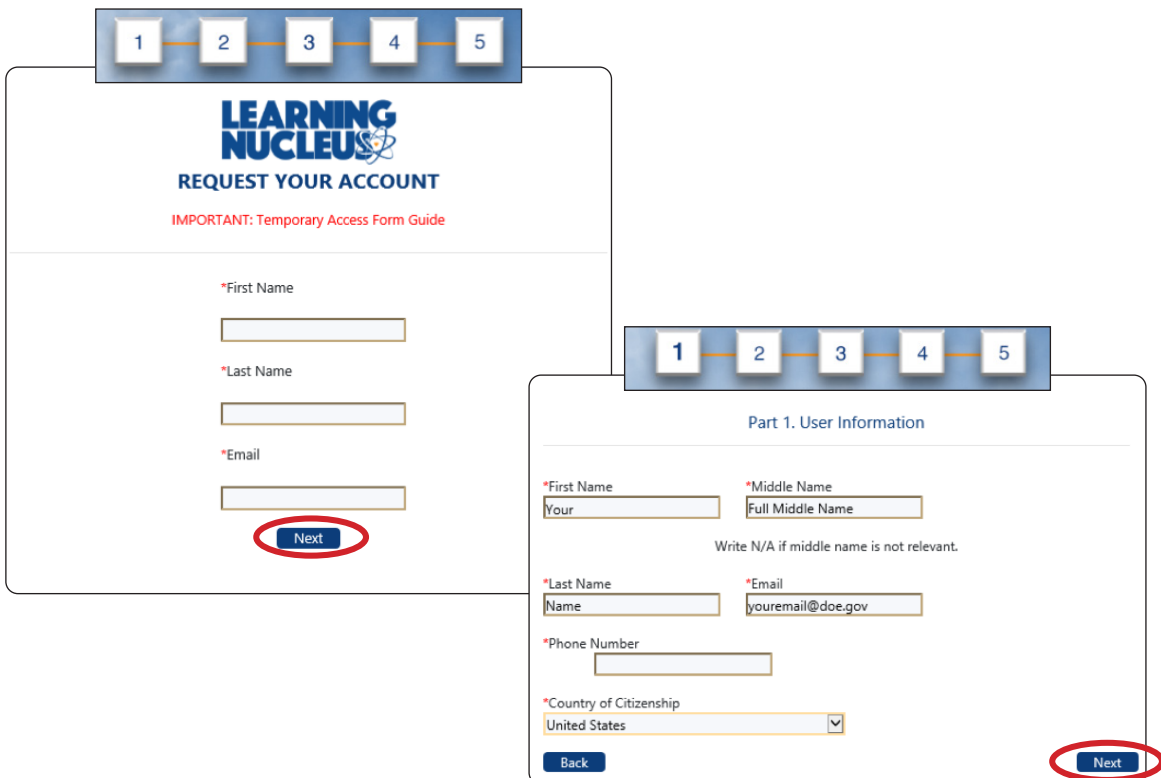 1 2 3 4 5
LEARNING
NUCLEUS
REQUEST YOUR ACCOUNT
IMPORTANT: Temporary Access Form Guide
*First Name
*Last Name
*Email
Next
1 2 3 4 5
Part 1. User Information
*First Name *Middle Name
Your Full Middle Name
Write N/A if middle name is not relevant.
*Last Name *Email
Name youremail@doe.gov
*Phone Number
*Country of Citizenship
United States
Back Next